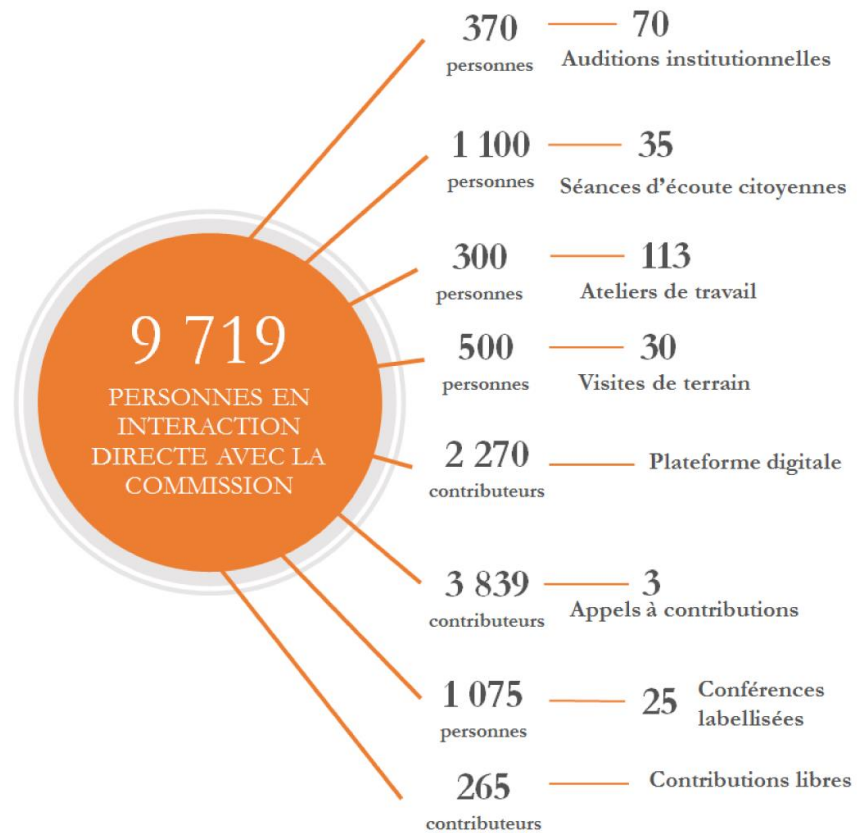 370
70
personnes
Auditions institutionnelles
1 100
35
personnes
Séances d'écoute citoyennes
300
113
personnes
Ateliers de travail
500
30
personnes
Visites de terrain
2 270
contributeurs
Plateforme digitale
3 839
3
contributeurs
Appels à contributions
1 075
25
personnes
Conférences
labellisées
265
contributeurs
Contributions libres
9 719
PERSONNES EN
INTERACTION
DIRECTE AVEC LA
COMMISSION